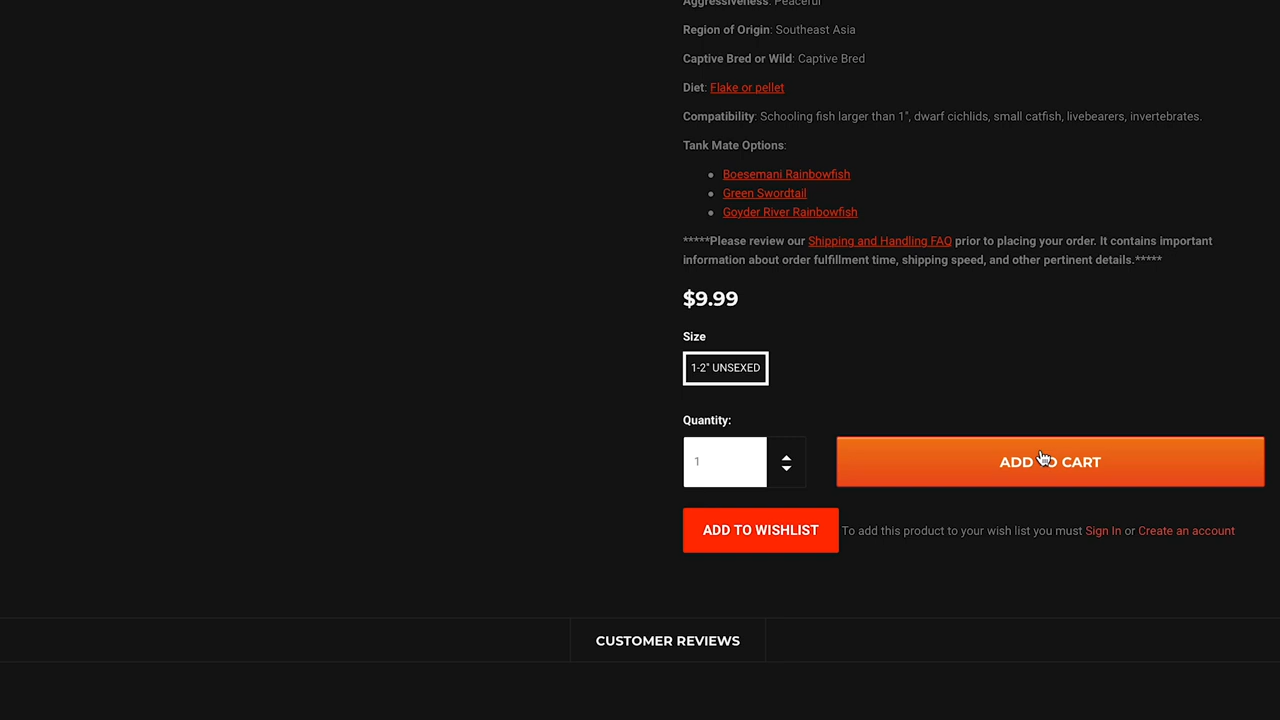 Aggressiveness: Peaceful
Region of Origin: Southeast Asia
Captive Bred or Wild: Captive Bred
Diet: Flake or pellet
Compatibility: Schooling fish larger than 1", dwarf cichlids, small catfish, livebearers, invertebrates.
Tank Mate Options:
Boesemani Rainbowfish
Green Swordtail
Goyder River Rainbowfish
*****Please review our Shipping and Handling FAQ prior to placing your order. It contains important
information about order fulfillment time, shipping speed, and other pertinent details.*****
$9.99
Size
1-2" UNSEXED
Quantity:
1
ADD TO CART
ADD TO WISHLIST To add this product to your wish list you must Sign In or Create an account
CUSTOMER REVIEWS